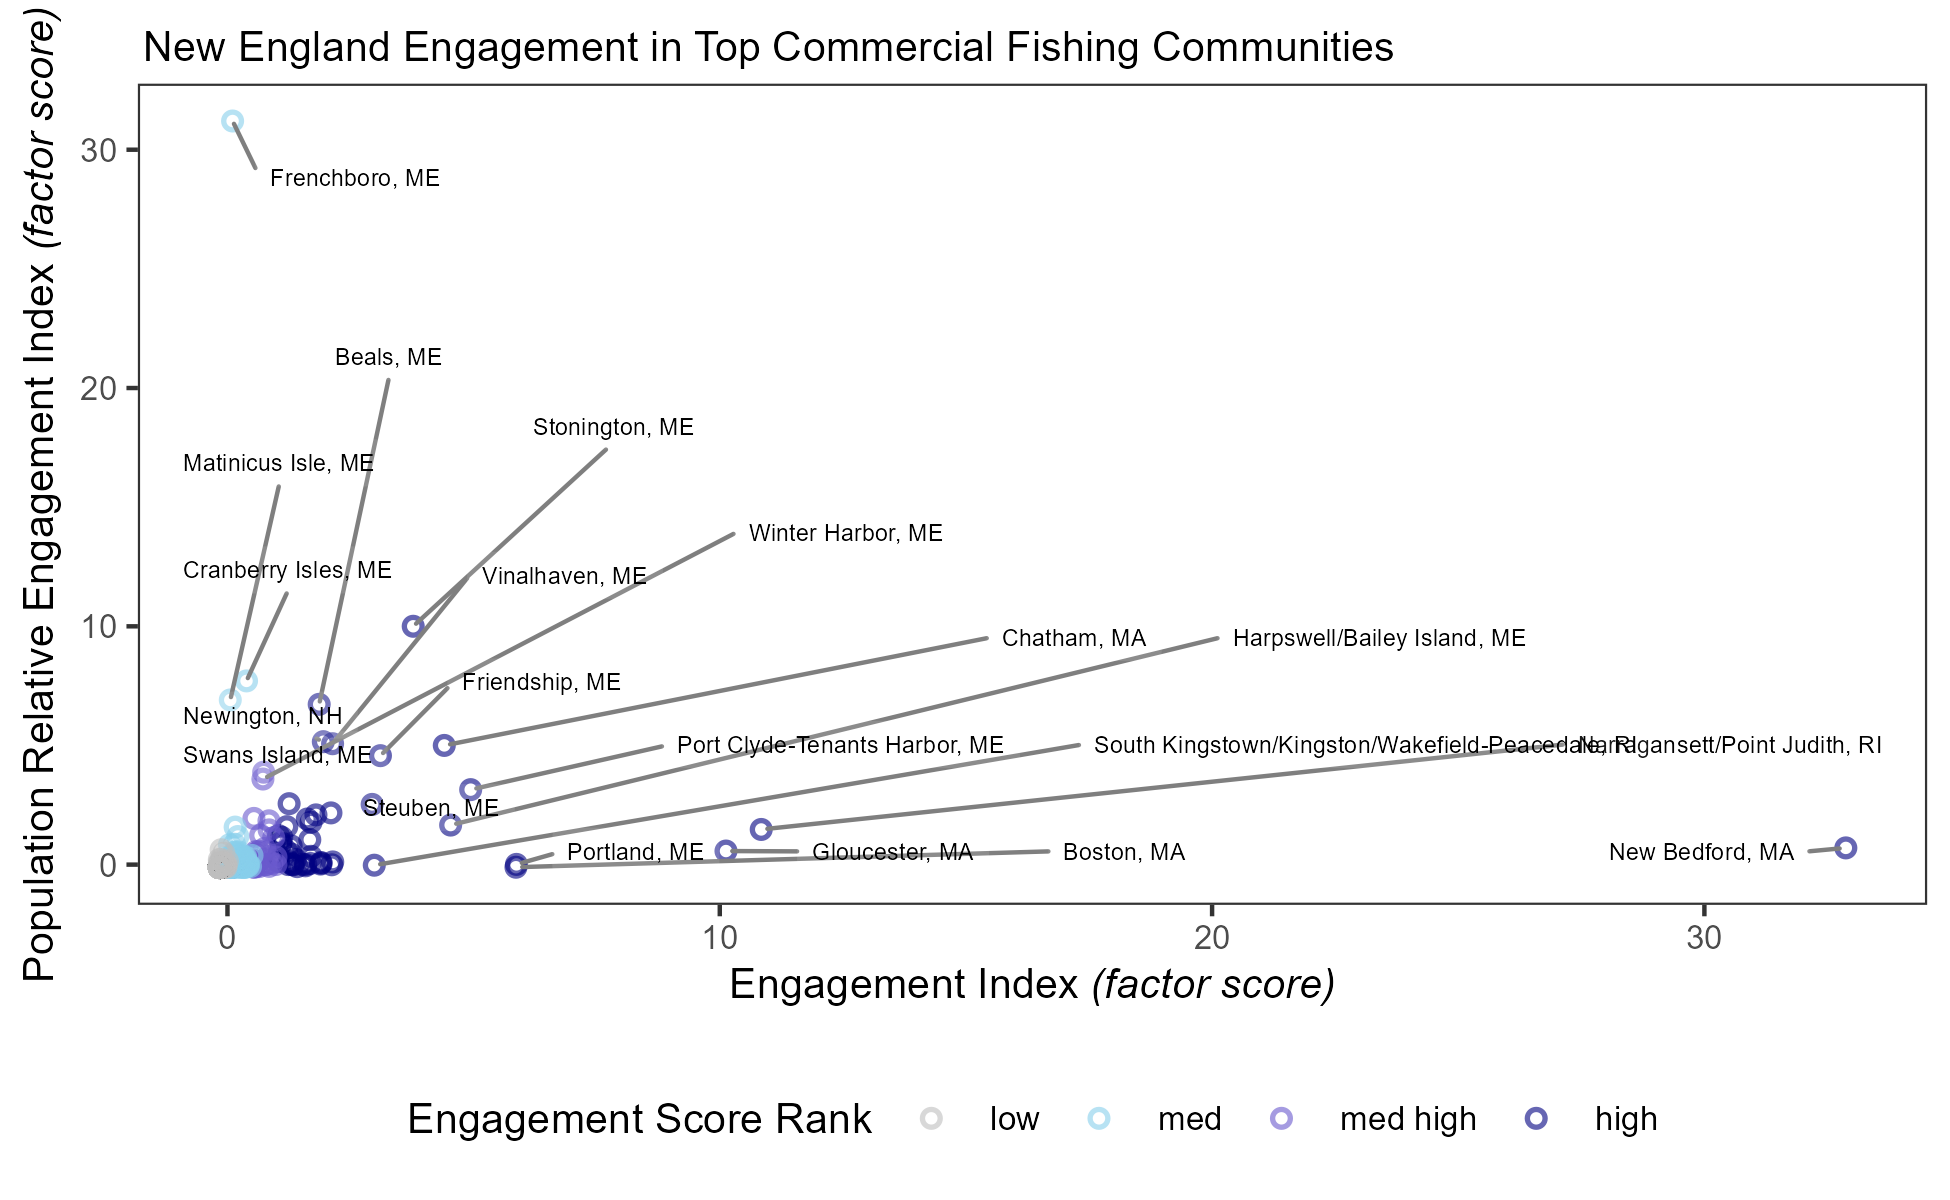 New England Engagement in Top Commercial Fishing Communities
Population Relative Engagement Index (factor score)
30
20
10
0
Frenchboro, ME
Beals, ME
Stonington, ME
Matinicus Isle, ME
Winter Harbor, ME
Cranberry Isles, ME
Vinalhaven, ME
Chatham, MA
Harpswell/Bailey Island, ME
Friendship, ME
Newington, NH
Swans Island, ME
Port Clyde-Tenants Harbor, ME
South Kingstown/Kingston/Wakefield-Peacedale, RI
Narragansett/Point Judith, RI
Steuben, ME
Portland, ME
Gloucester, MA
Boston, MA
New Bedford, MA
0
10
20
30
Engagement Index (factor score)
Engagement Score Rank low med med high high